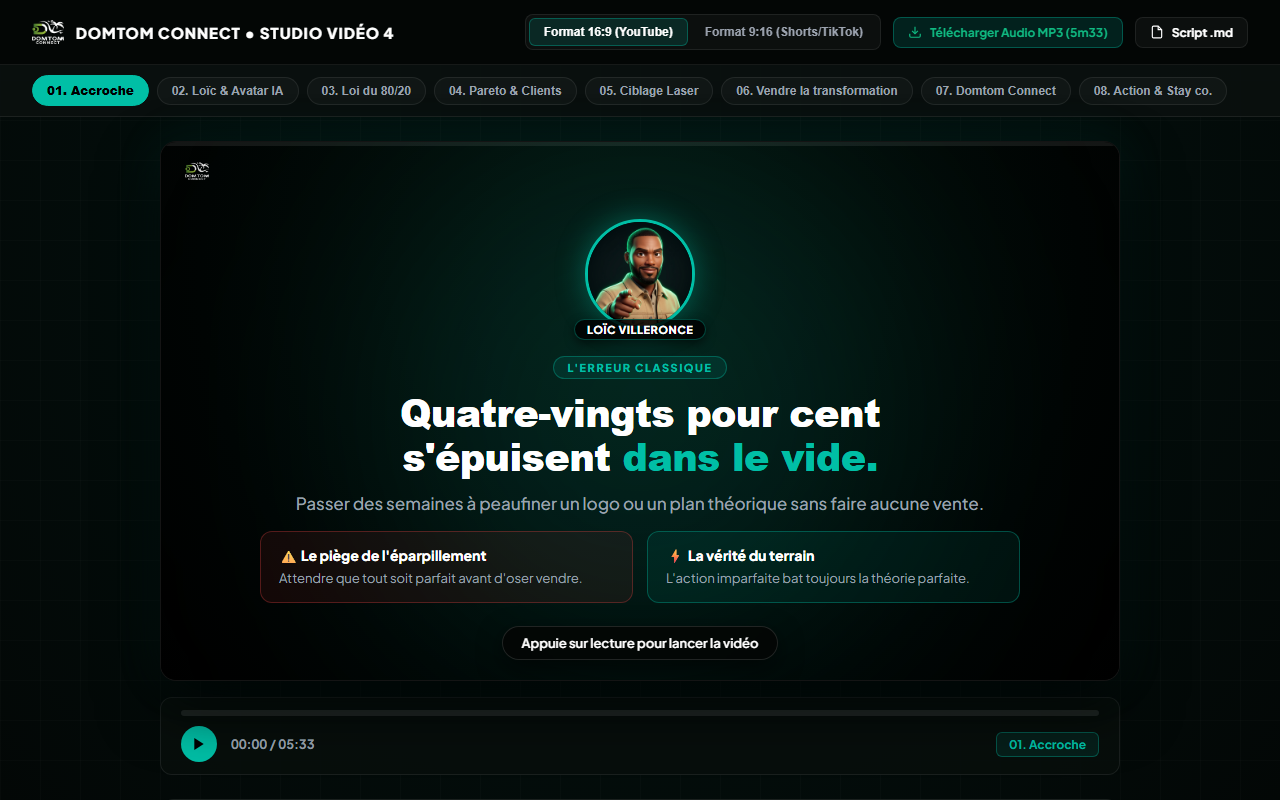 DOMTOM
CONNECT
DOMTOM CONNECT ● STUDIO VIDÉO 4
Format 16:9 (YouTube)
Format 9:16 (Shorts/TikTok)
Télécharger Audio MP3 (5m33)
Script .md
01. Accroche
02. Loïc & Avatar IA
03. Loi du 80/20
04. Pareto & Clients
05. Ciblage Laser
06. Vendre la transformation
07. Domtom Connect
08. Action & Stay co.
DOMTOM
CONNECT
LOÏC VILLERONCE
L'ERREUR CLASSIQUE
Quatre-vingts pour cent
s'épuisent dans le vide.
Passer des semaines à peaufiner un logo ou un plan théorique sans faire aucune vente.
Le piège de l'éparpillement
Attendre que tout soit parfait avant d'oser vendre.
La vérité du terrain
L'action imparfaite bat toujours la théorie parfaite.
Appuie sur lecture pour lancer la vidéo
00:00 / 05:33
01. Accroche